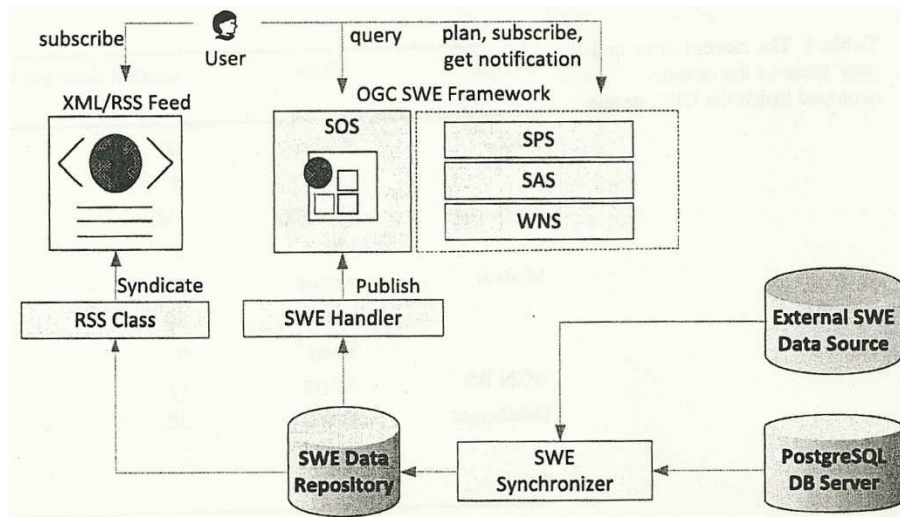 subscribe
User
query
plan, subscribe,
get notification
XML/RSS Feed
OGC SWE Framework
SOS
SPS
SAS
WNS
Syndicate
Publish
RSS Class
SWE Handler
External SWE
Data Source
SWE Data
Repository
SWE
Synchronizer
PostgreSQL
DB Server